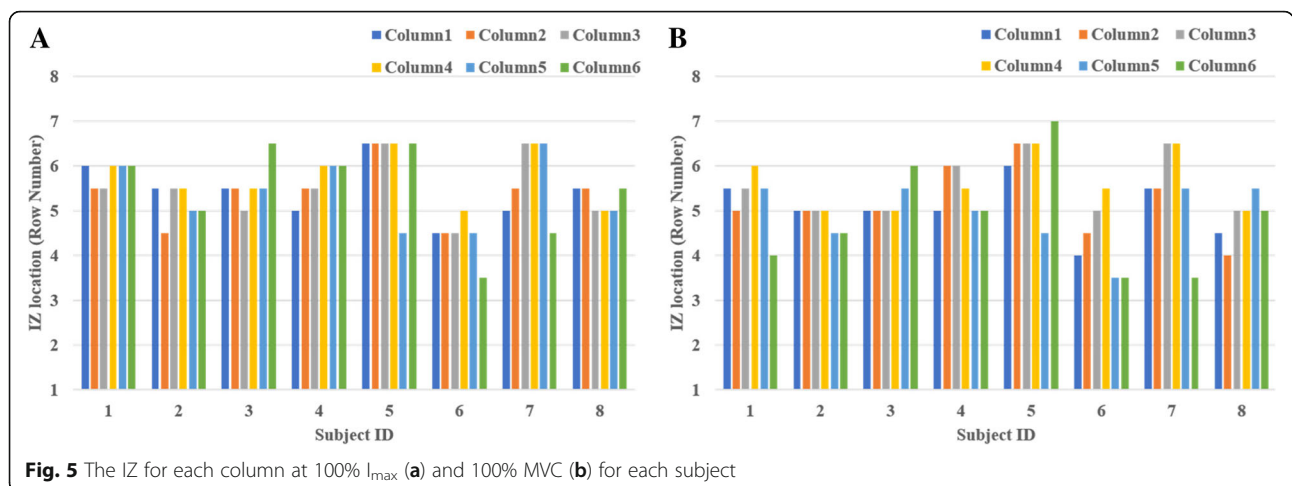 A
Column1 Column2 Column3
Column4 Column5 Column6
8
7
6
5
4
3
2
1
IZ location (Row Number)
1 2 3 4 5 6 7 8
Subject ID
B
Column1 Column2 Column3
Column4 Column5 Column6
8
7
6
5
4
3
2
1
IZ location (Row Number)
1 2 3 4 5 6 7 8
Subject ID
Fig. 5 The IZ for each column at 100% Imax (a) and 100% MVC (b) for each subject